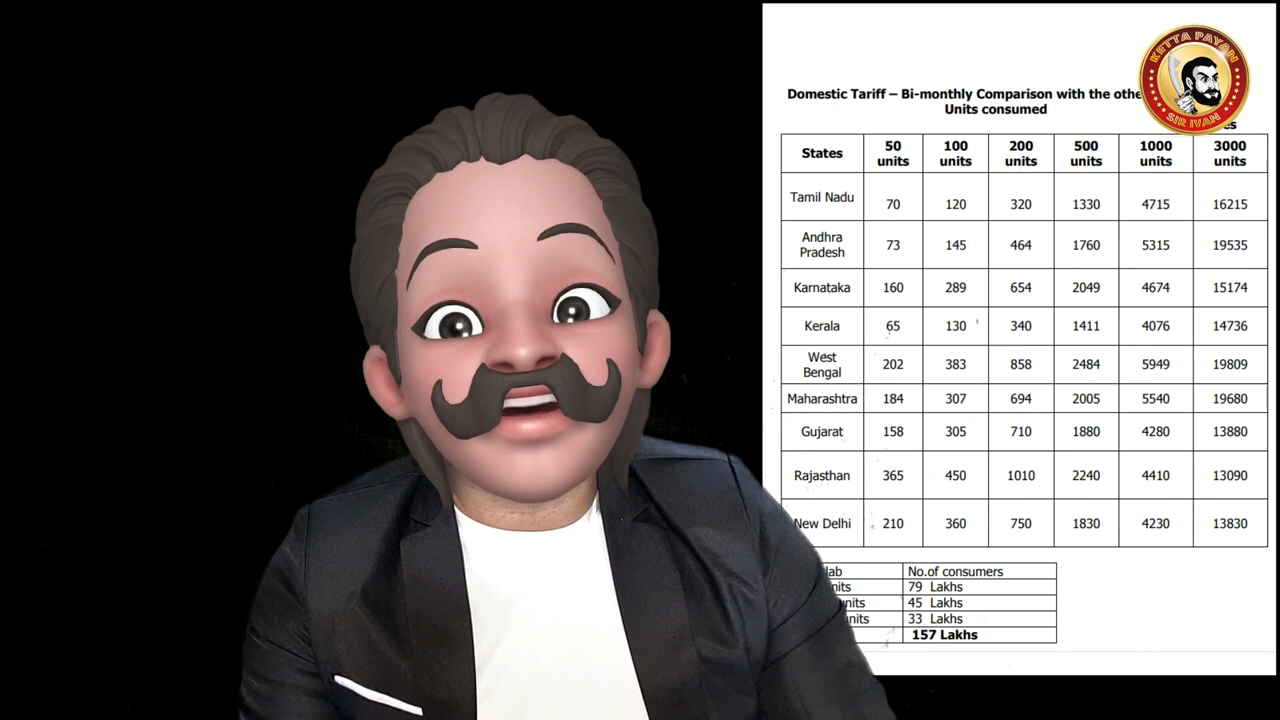 KETTA PAYAN
SIR IVAN
Domestic Tariff – Bi-monthly Comparison with the
Units consumed
States 50 units 100 units 200 units 500 units 1000 units 3000 units
Tamil Nadu 70 120 320 1330 4715 16215
Andhra Pradesh 73 145 464 1760 5315 19535
Karnataka 160 289 654 2049 4674 15174
Kerala 65 130 340 1411 4076 14736
West Bengal 202 383 858 2484 5949 19809
Maharashtra 184 307 694 2005 5540 19680
Gujarat 158 305 710 1880 4280 13880
Rajasthan 365 450 1010 2240 4410 13090
New Delhi 210 360 750 1830 4230 13830
No.of consumers
79 Lakhs
45 Lakhs
33 Lakhs
157 Lakhs